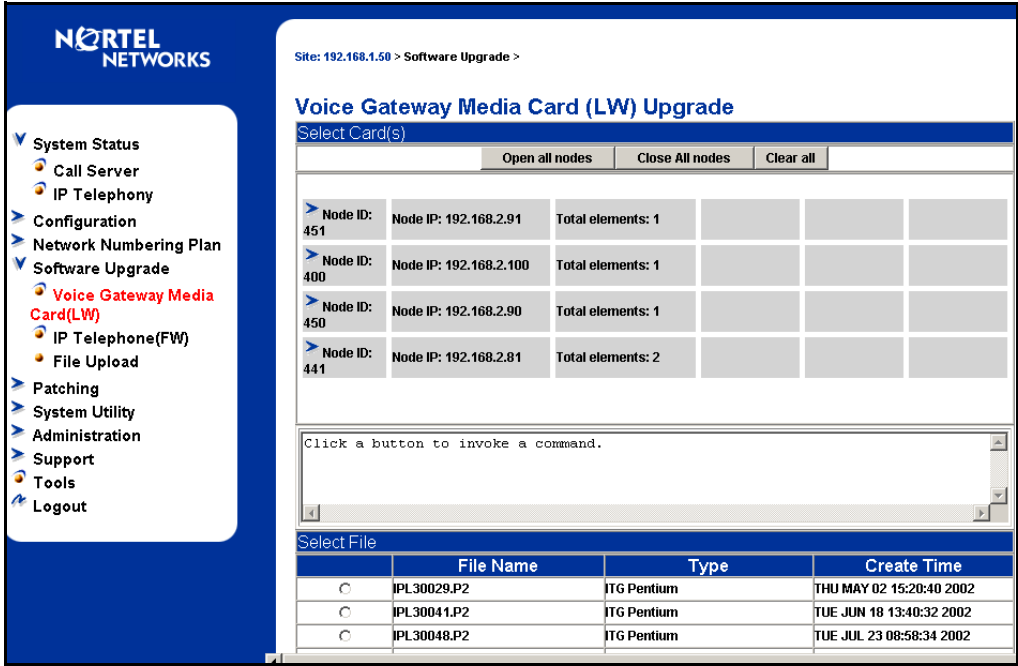 NORTEL
NETWORKS
System Status
Call Server
IP Telephony
Configuration
Network Numbering Plan
Software Upgrade
Voice Gateway Media
Card(LW)
IP Telephone(FW)
File Upload
Patching
System Utility
Administration
Support
Tools
Logout
Site: 192.168.1.50 > Software Upgrade >
Voice Gateway Media Card (LW) Upgrade
Select Card(s)
Open all nodes Close All nodes Clear all
Node ID:
451 Node IP: 192.168.2.91 Total elements: 1
Node ID:
400 Node IP: 192.168.2.100 Total elements: 1
Node ID:
450 Node IP: 192.168.2.90 Total elements: 1
Node ID:
441 Node IP: 192.168.2.81 Total elements: 2
Click a button to invoke a command.
Select File
File Name Type Create Time
IPL30029.P2 ITG Pentium THU MAY 02 15:20:40 2002
IPL30041.P2 ITG Pentium TUE JUN 18 13:40:32 2002
IPL30048.P2 ITG Pentium TUE JUL 23 08:58:34 2002